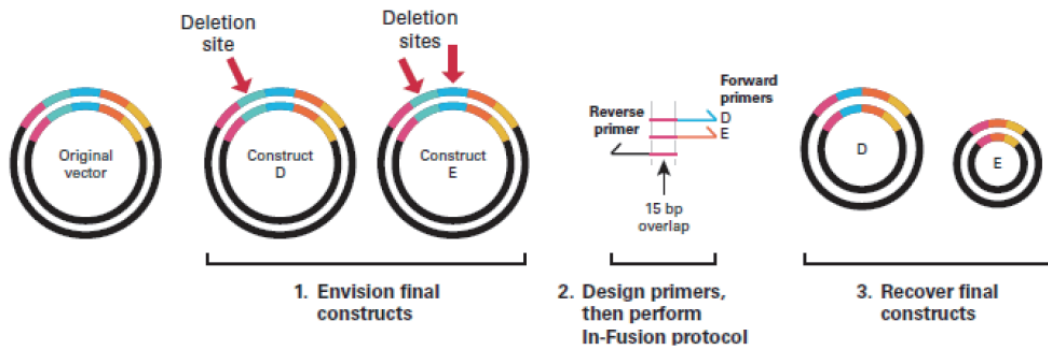 Deletion
site
Deletion
sites
Original
vector
Construct
D
Construct
E
Forward
primers
Reverse
primer
D
E
15 bp
overlap
D
E
1. Envision final
constructs
2. Design primers,
then perform
In-Fusion protocol
3. Recover final
constructs